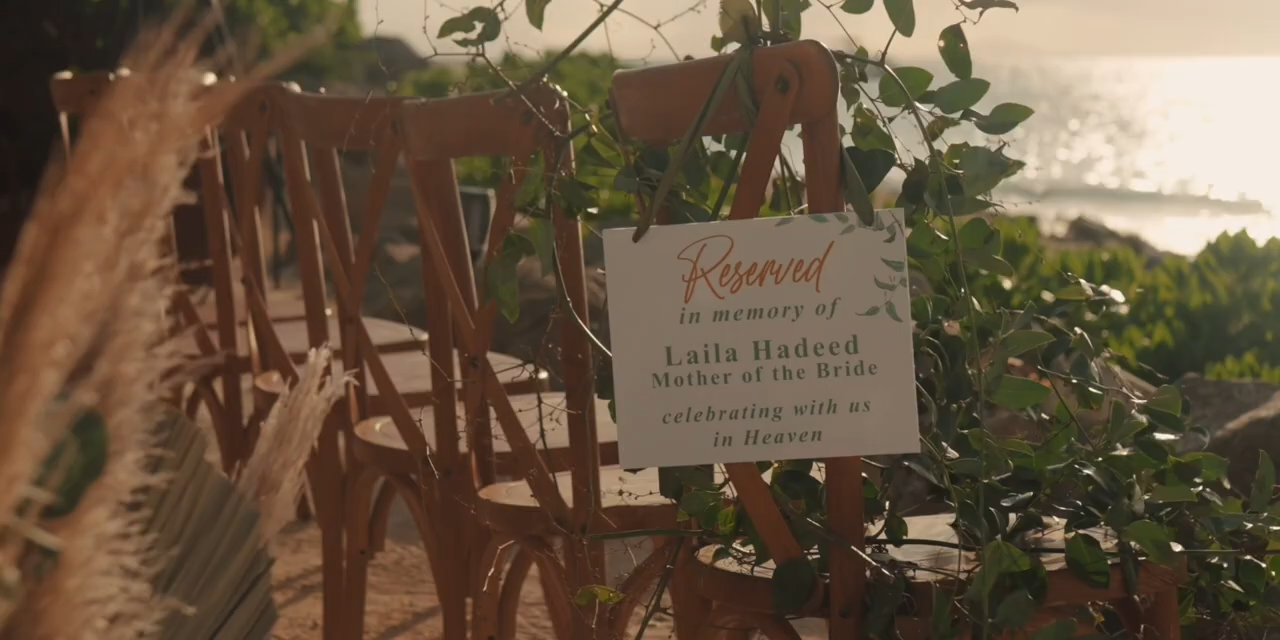 Reserved
in memory of
Laila Hadeed
Mother of the Bride
celebrating with us
in Heaven